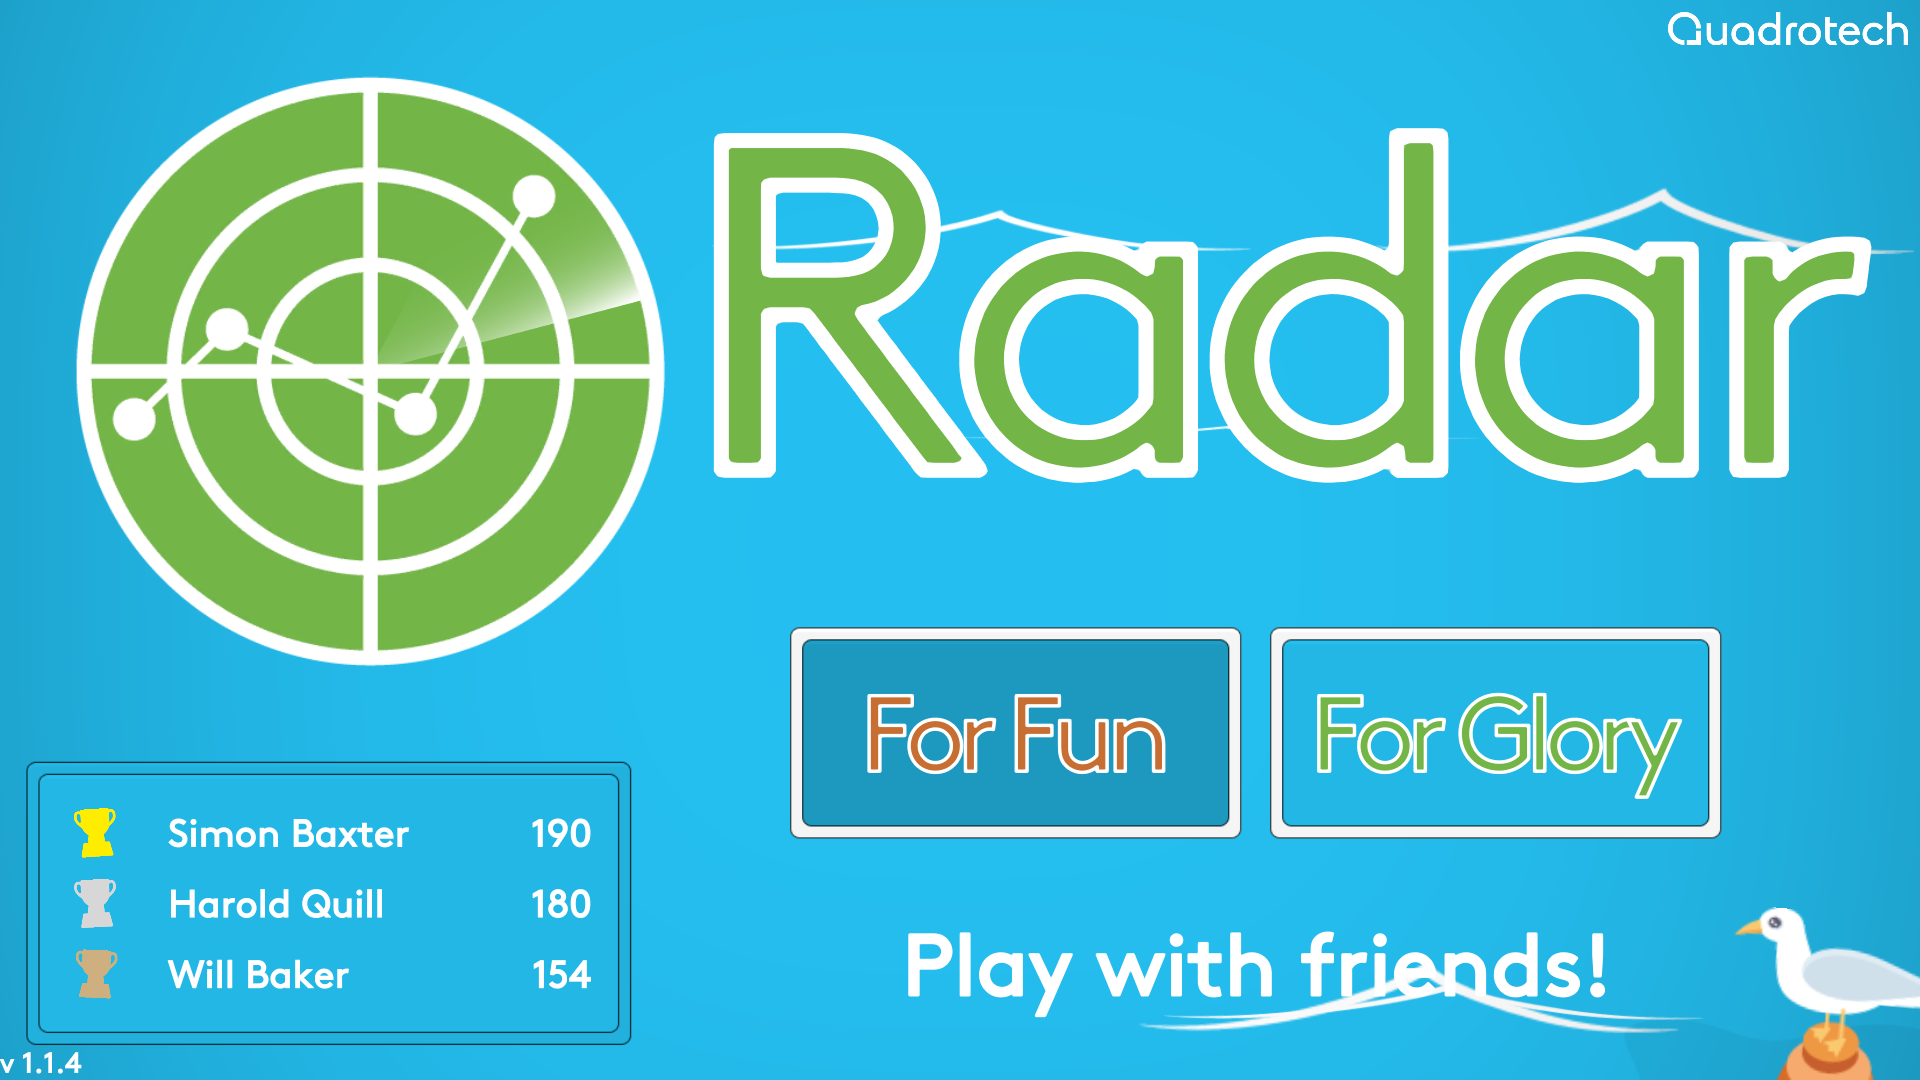 Quadrotech
Radar
For Fun
For Glory
Simon Baxter 190
Harold Quill 180
Will Baker 154
Play with friends!
v 1.1.4